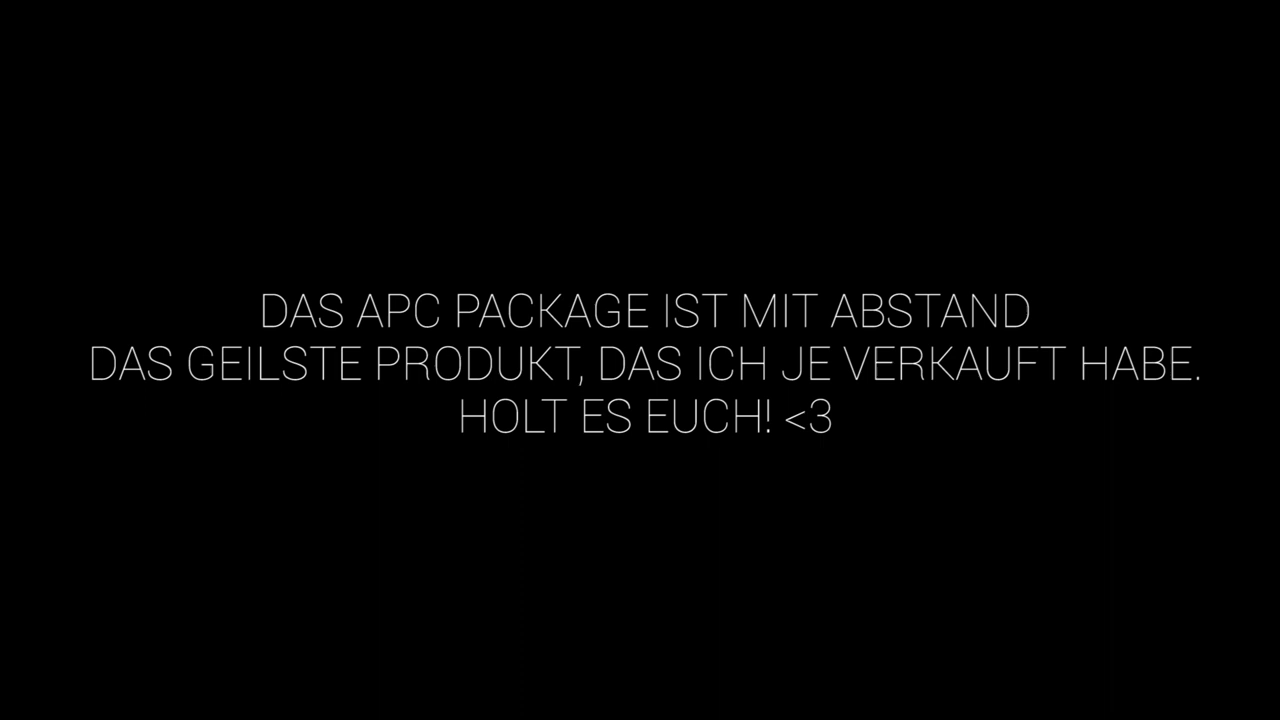 DAS APC PACKAGE IST MIT ABSTAND
DAS GEILSTE PRODUKT, DAS ICH JE VERKAUFT HABE.
HOLT ES EUCH! <3